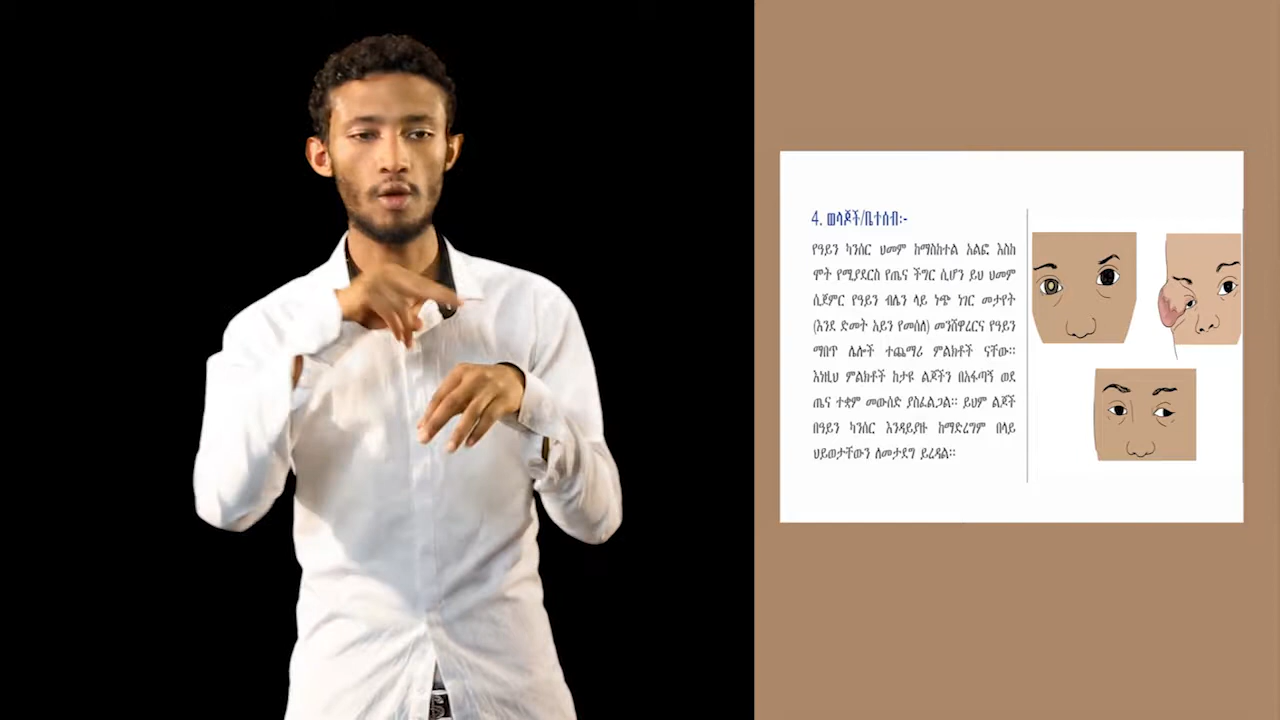 4. ወላጆች/ቤተሰብ፡-
የዓይን ካንሰር ህመም ከማስከተል አልፎ እስከ
ሞት የሚያደርስ የጤና ችግር ሲሆን ይህ ህመም
ሲጀምር የዓይን ብሌን ላይ ነጭ ነገር መታየት
(እንደ ድመት አይን የመሰለ) መንሸዋረርና የዓይን
ማበጥ ሌሎች ተጨማሪ ምልክቶች ናቸው።
እነዚህ ምልክቶች ከታዩ ልጆችን በአፋጣኝ ወደ
ጤና ተቋም መውሰድ ያስፈልጋል። ይህም ልጆች
በዓይን ካንሰር እንዳይያዙ ከማድረግም በላይ
ህይወታቸውን ለመታደግ ይረዳል።